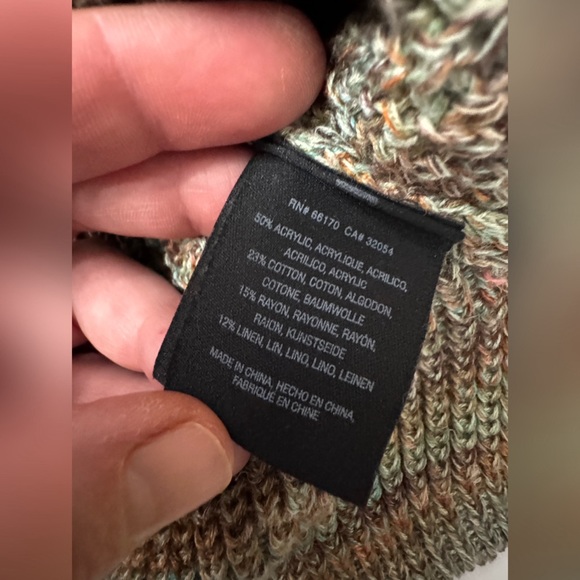 RN# 66170 CA# 32054
50% ACRYLIC, ACRYLIQUE, ACRILICO,
ACRILICO, ACRYLIC
23% COTTON, COTON, ALGODON,
COTONE, BAUMWOLLE
15% RAYON, RAYONNE, RAYÓN,
RAION, KUNSTSEIDE
12% LINEN, LIN, LINO, LINO, LEINEN
MADE IN CHINA, HECHO EN CHINA,
FABRIQUE EN CHINE